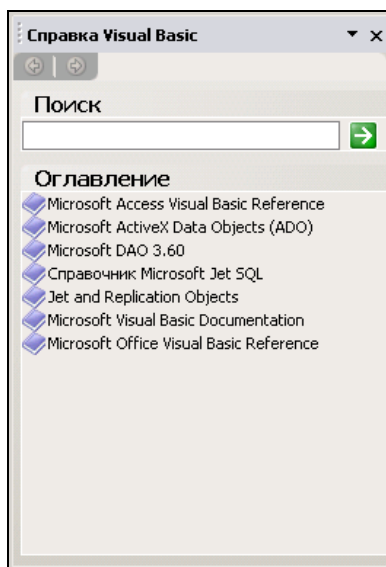 Справка Visual Basic
Поиск
Оглавление
Microsoft Access Visual Basic Reference
Microsoft ActiveX Data Objects (ADO)
Microsoft DAO 3.60
Справочник Microsoft Jet SQL
Jet and Replication Objects
Microsoft Visual Basic Documentation
Microsoft Office Visual Basic Reference